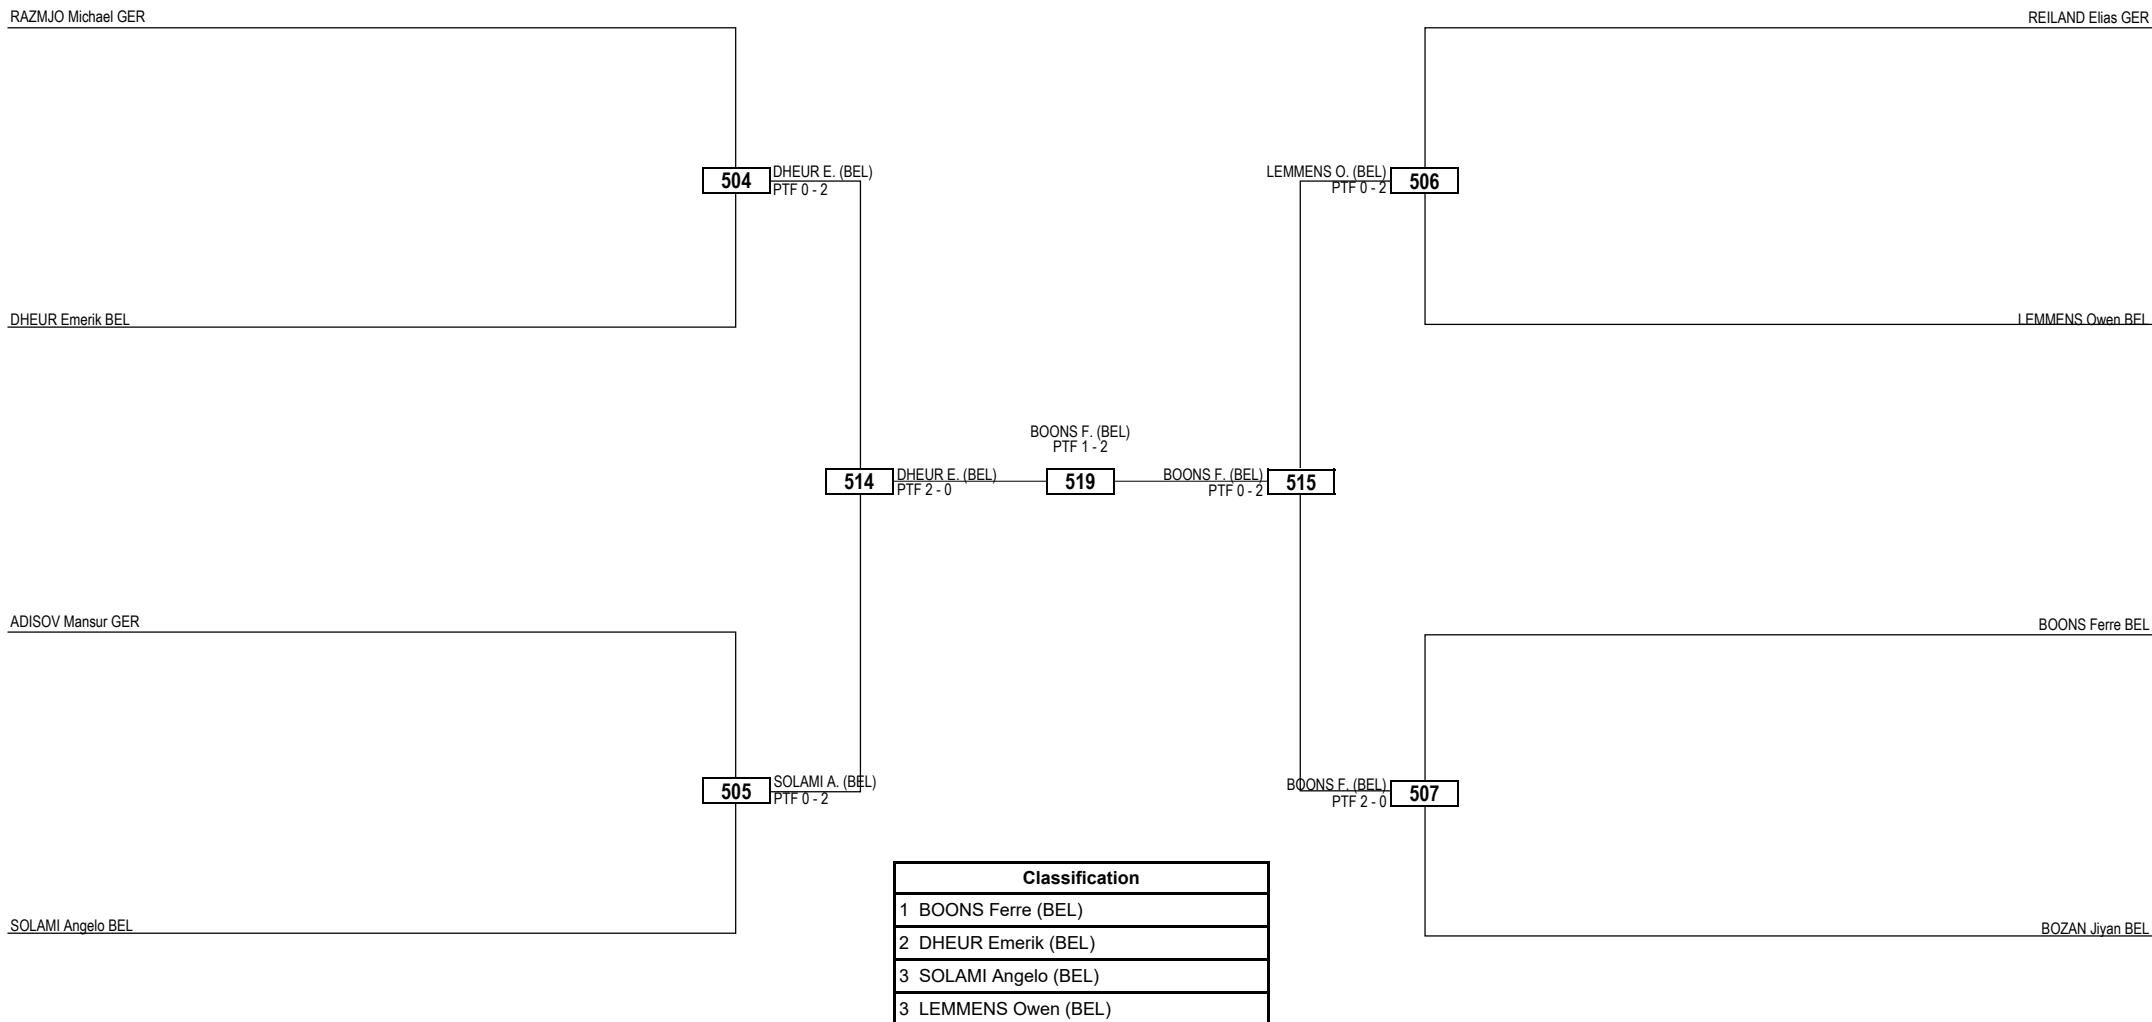 RAZMJO Michael GER
REILAND Elias GER
504
DHEUR E. (BEL)
PTF 0 - 2
LEMMENS O. (BEL)
PTF 0 - 2
506
DHEUR Emerik BEL
LEMMENS Owen BEL
BOONS F. (BEL)
PTF 1 - 2
514
DHEUR E. (BEL)
PTF 2 - 0
519
BOONS F. (BEL)
PTF 0 - 2
515
ADISOV Mansur GER
BOONS Ferre BEL
505
SOLAMI A. (BEL)
PTF 0 - 2
BOONS F. (BEL)
PTF 2 - 0
507
SOLAMI Angelo BEL
BOZAN Jiyan BEL
Classification
1 BOONS Ferre (BEL)
2 DHEUR Emerik (BEL)
3 SOLAMI Angelo (BEL)
3 LEMMENS Owen (BEL)